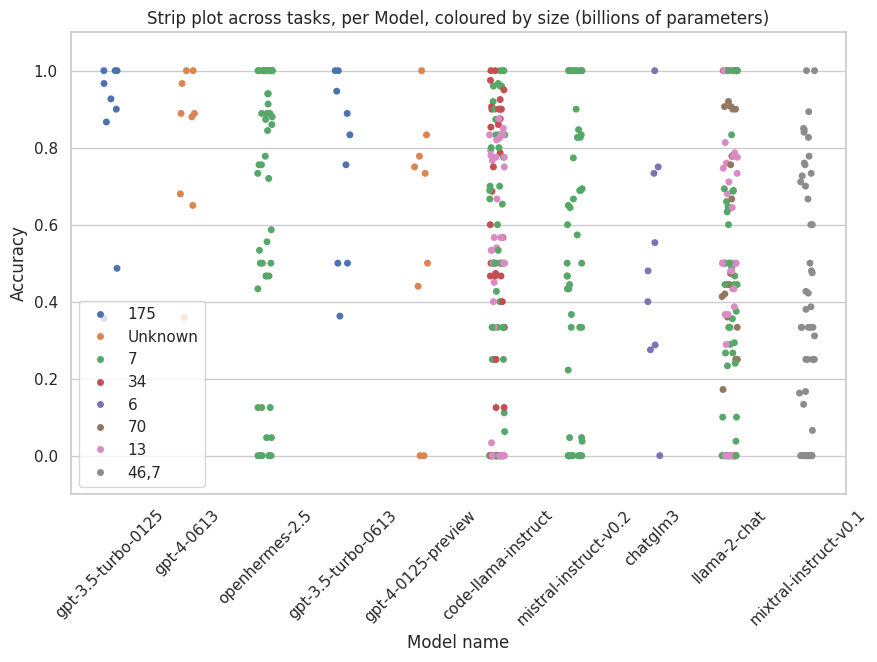 Strip plot across tasks, per Model, coloured by size (billions of parameters)
Accuracy
1.0
0.8
0.6
0.4
0.2
0.0
175
Unknown
7
34
6
70
13
46,7
gpt-3.5-turbo-0125
gpt-4-0613
openhermes-2.5
gpt-3.5-turbo-0613
gpt-4-0125-preview
code-llama-instruct
mistral-instruct-v0.2
chatglm3
llama-2-chat
mixtral-instruct-v0.1
Model name